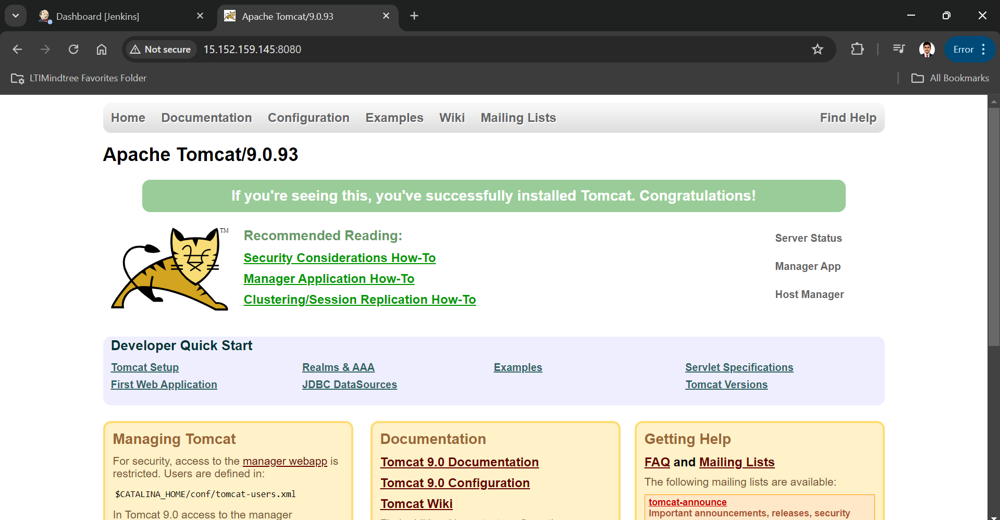 Dashboard [Jenkins]
Apache Tomcat/9.0.93
Not secure
15.152.159.145:8080
Error
LTIMindtree Favorites Folder
All Bookmarks
Home Documentation Configuration Examples Wiki Mailing Lists Find Help
Apache Tomcat/9.0.93
If you're seeing this, you've successfully installed Tomcat. Congratulations!
TM
Recommended Reading:
Security Considerations How-To
Manager Application How-To
Clustering/Session Replication How-To
Server Status
Manager App
Host Manager
Developer Quick Start
Tomcat Setup
First Web Application
Realms & AAA
JDBC DataSources
Examples
Servlet Specifications
Tomcat Versions
Managing Tomcat
For security, access to the manager webapp is
restricted. Users are defined in:
$CATALINA_HOME/conf/tomcat-users.xml
In Tomcat 9.0 access to the manager
Documentation
Tomcat 9.0 Documentation
Tomcat 9.0 Configuration
Tomcat Wiki
Getting Help
FAQ and Mailing Lists
The following mailing lists are available:
tomcat-announce
Important announcements, releases, security